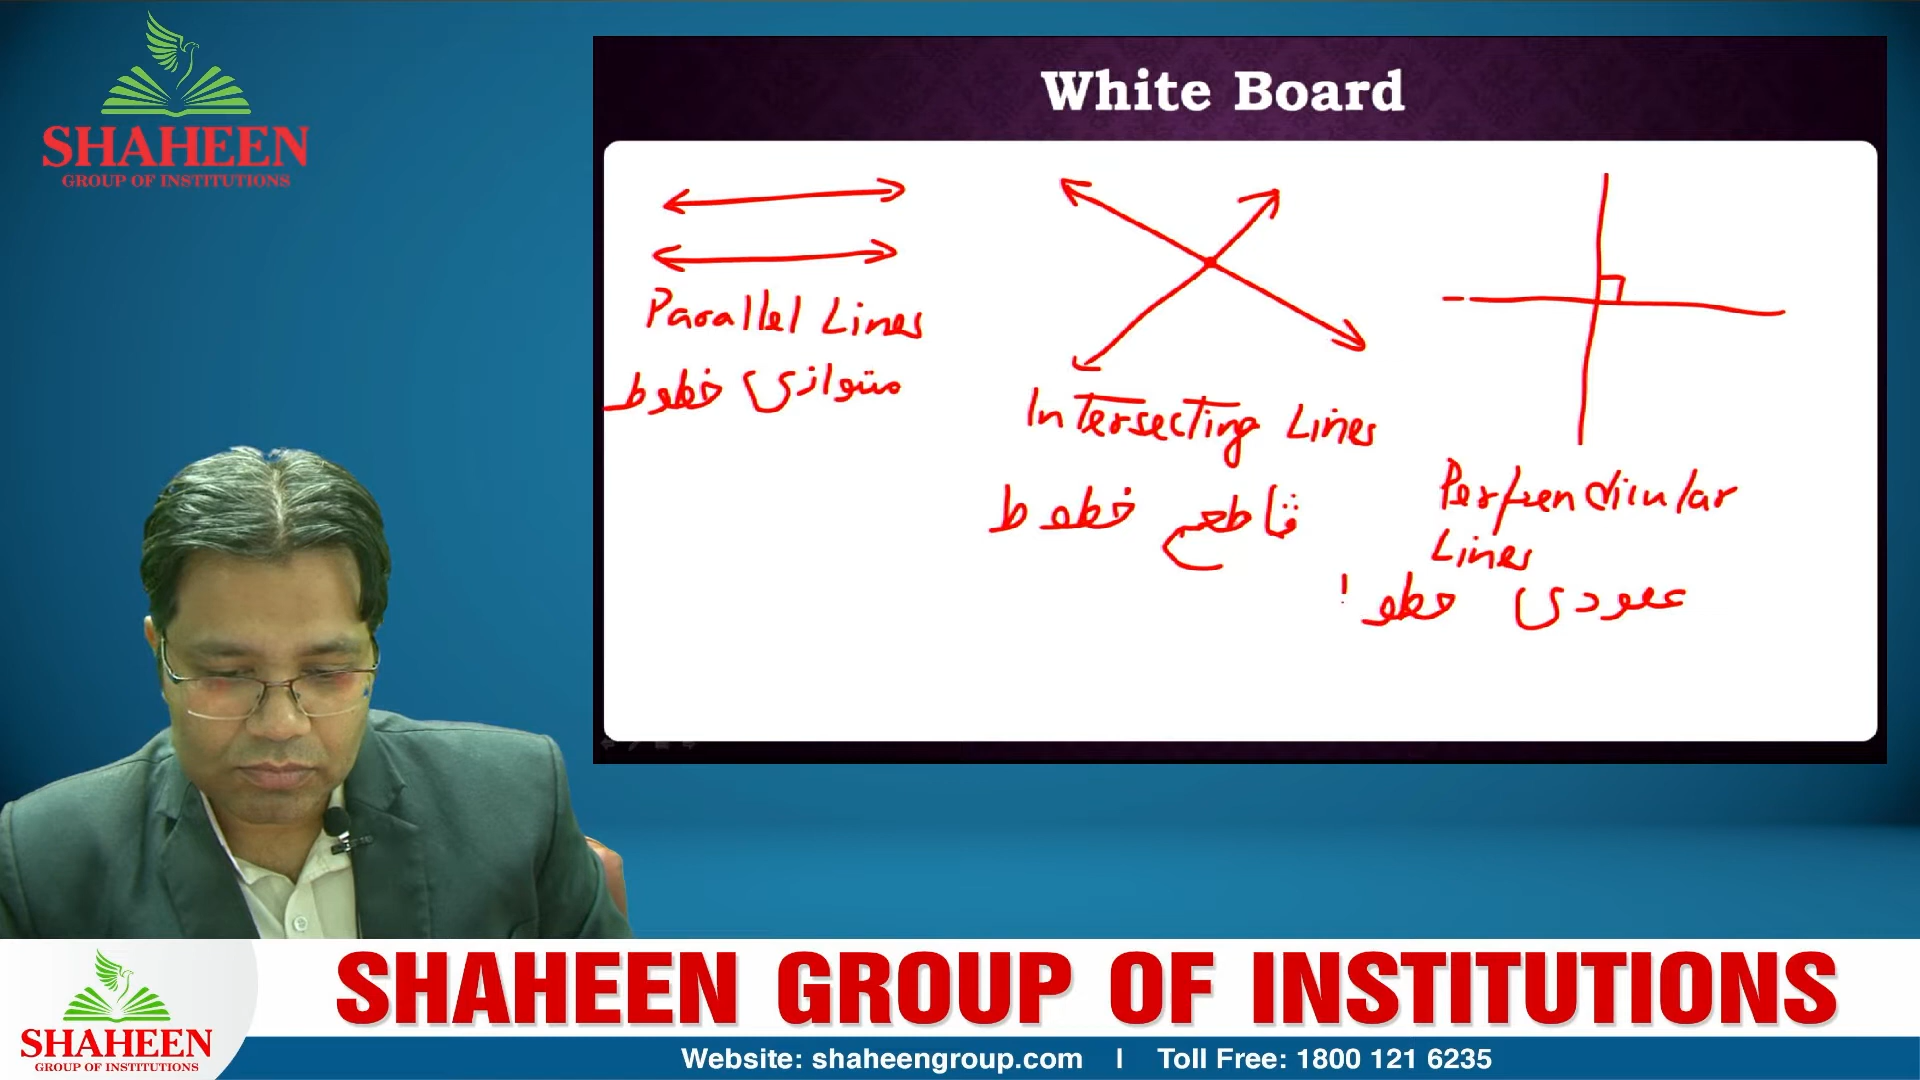 SHAHEEN
GROUP OF INSTITUTIONS
White Board
Parallel Lines
متوازی خطوط
Intersecting Lines
قاطع خطوط
Perpendicular
Lines
عمودی خطو
SHAHEEN
GROUP OF INSTITUTIONS
SHAHEEN GROUP OF INSTITUTIONS
Website: shaheengroup.com | Toll Free: 1800 121 6235